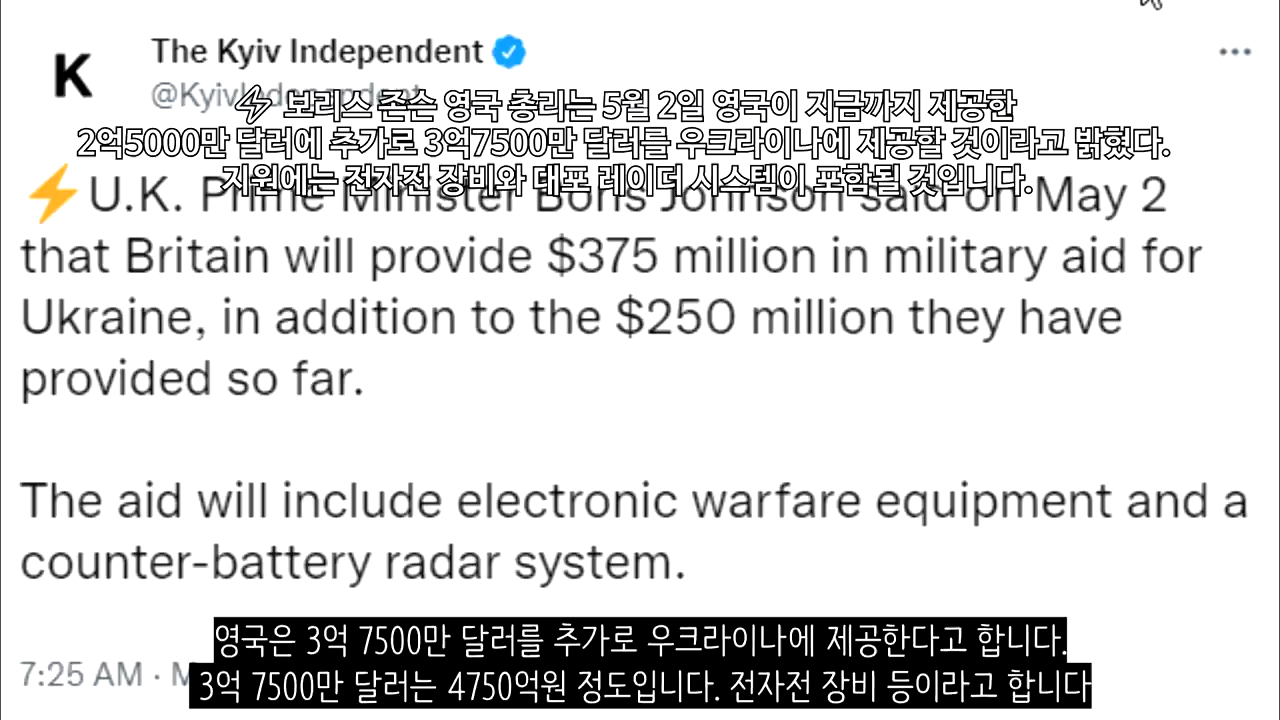 K
The Kyiv Independent
@KyivIndependent
⚡ 보리스 존슨 영국 총리는 5월 2일 영국이 지금까지 제공한
2억5000만 달러에 추가로 3억7500만 달러를 우크라이나에 제공할 것이라고 밝혔다.
지원에는 전자전 장비와 대포 레이더 시스템이 포함될 것입니다.
⚡U.K. Prime Minister Boris Johnson said on May 2
that Britain will provide $375 million in military aid for
Ukraine, in addition to the $250 million they have
provided so far.
The aid will include electronic warfare equipment and a
counter-battery radar system.
영국은 3억 7500만 달러를 추가로 우크라이나에 제공한다고 합니다.
7:25 AM · M
3억 7500만 달러는 4750억원 정도입니다. 전자전 장비 등이라고 합니다